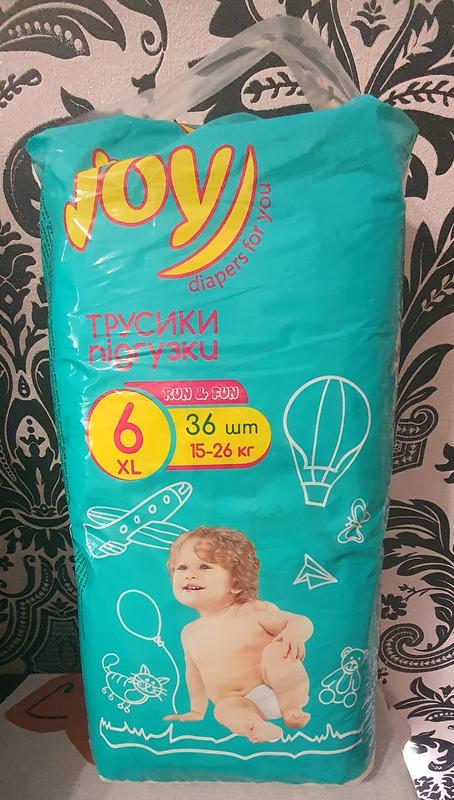 Joy
diapers for you
ТРУСИКИ
підгузки
RUN & FUN
6
XL
36 шт
15-26 кг